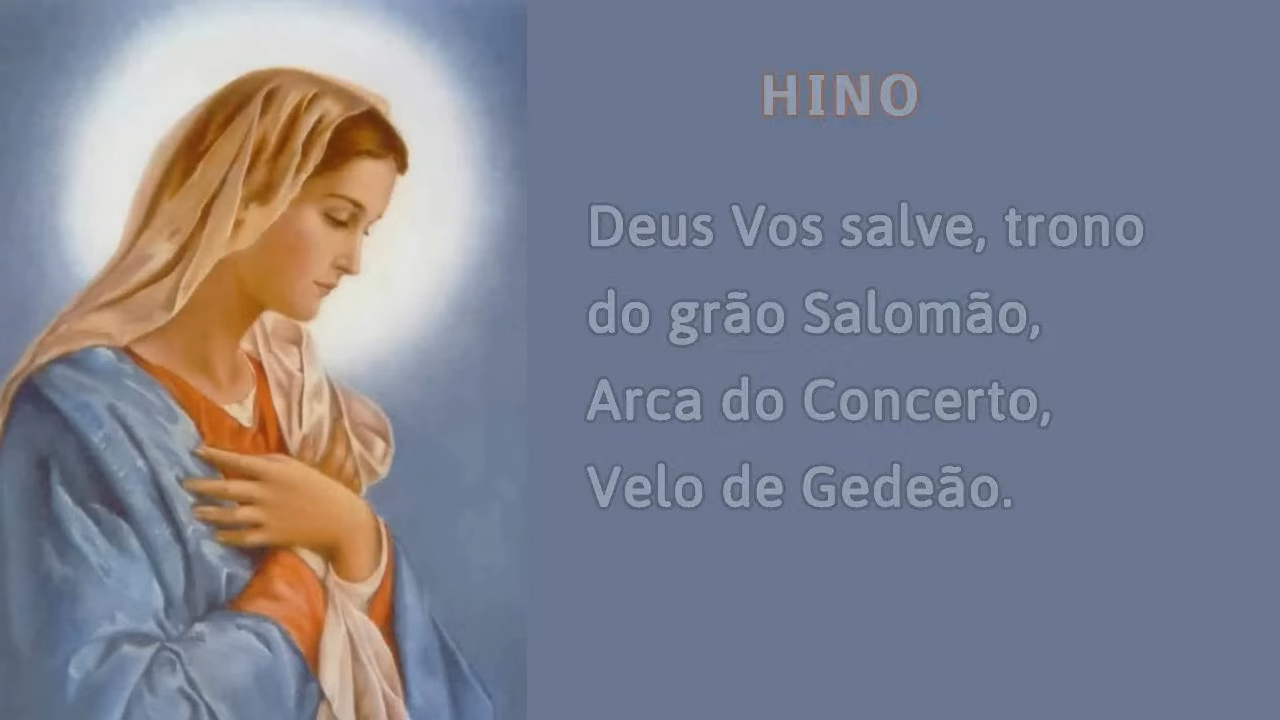 HINO
Deus Vos salve, trono
do grão Salomão,
Arca do Concerto,
Velo de Gedeão.